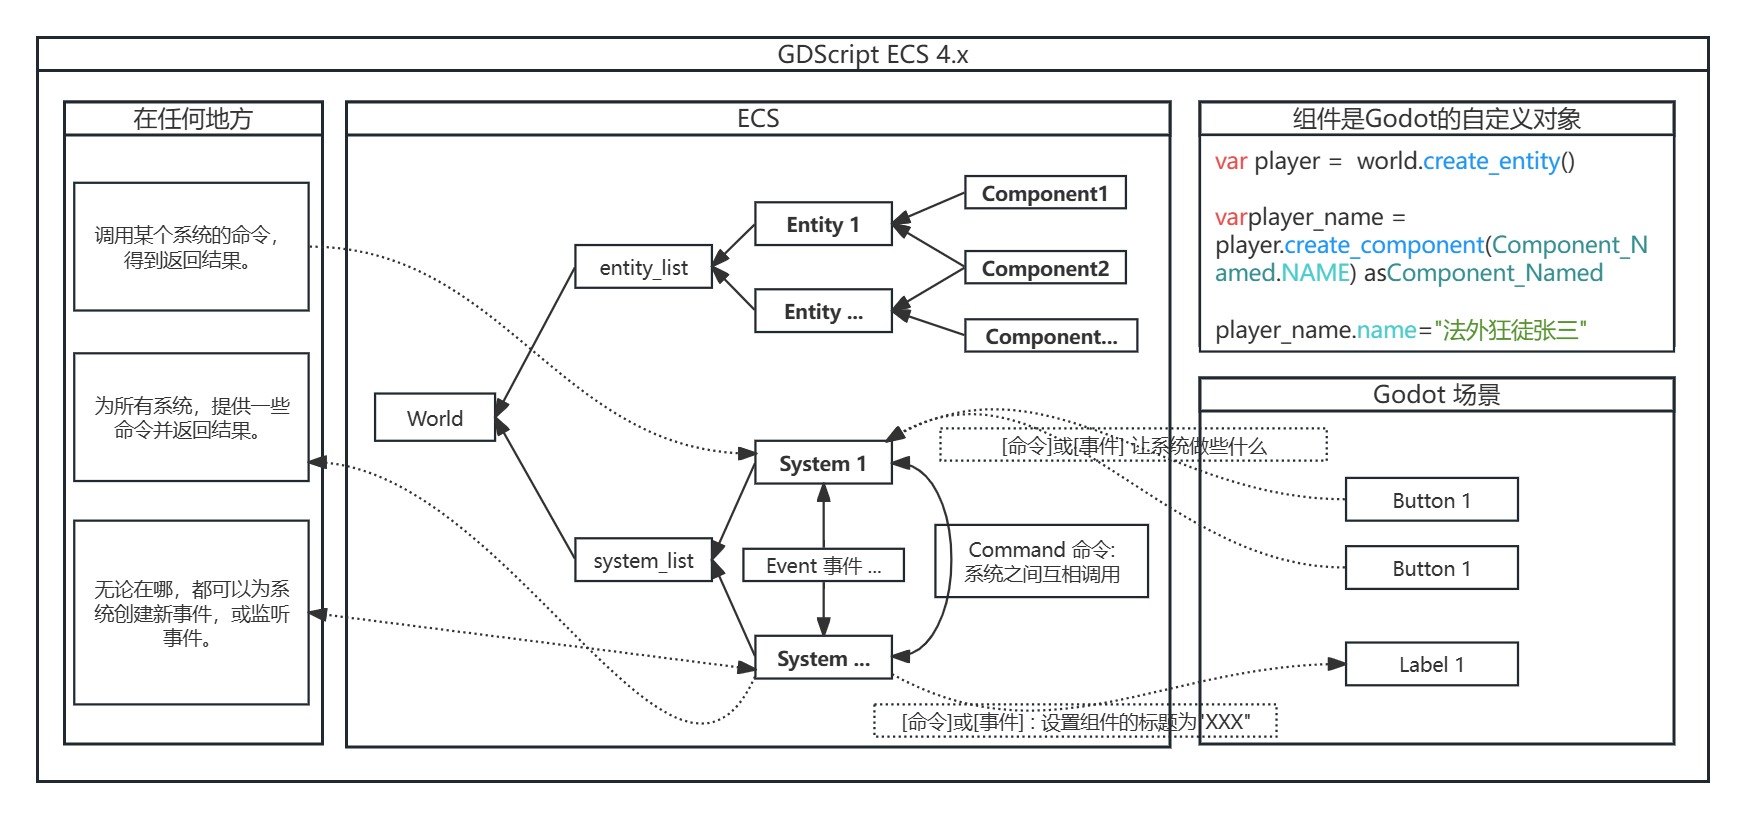 GDScript ECS 4.x
在任何地方
调用某个系统的命令，
得到返回结果。
为所有系统，提供一些
命令并返回结果。
无论在哪，都可以为系
统创建新事件，或监听
事件。
ECS
World
entity_list
system_list
Entity 1
Entity ...
Component1
Component2
Component...
System 1
Event 事件 ...
System ...
Command 命令:
系统之间互相调用
[命令]或[事件] 让系统做些什么
[命令]或[事件]：设置组件的标题为"XXX"
组件是Godot的自定义对象
var player =  world.create_entity()
varplayer_name =
player.create_component(Component_N
amed.NAME) asComponent_Named
player_name.name="法外狂徒张三"
Godot 场景
Button 1
Button 1
Label 1